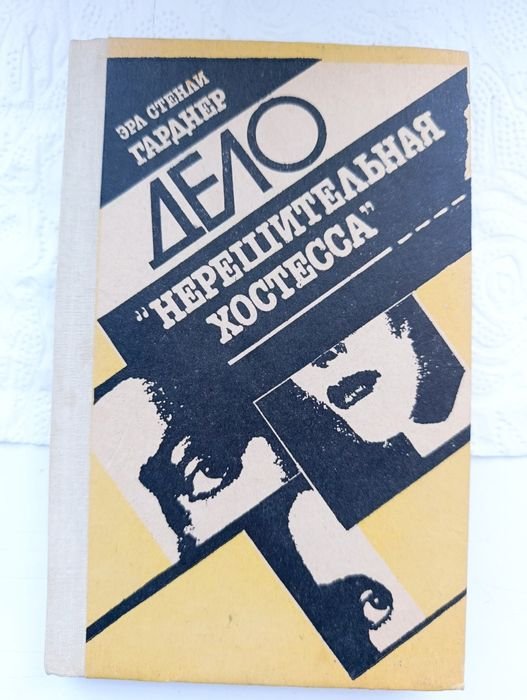 ЭРЛ СТЕНЛИ
ГАРДНЕР
ДЕЛО
"НЕРЕШИТЕЛЬНАЯ
ХОСТЕССА"